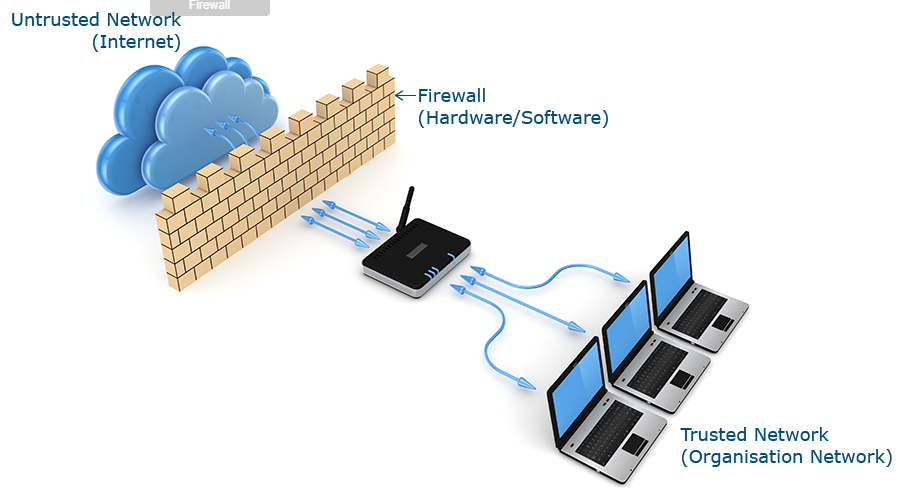 Firewall
Untrusted Network
(Internet)
Firewall
(Hardware/Software)
Trusted Network
(Organisation Network)